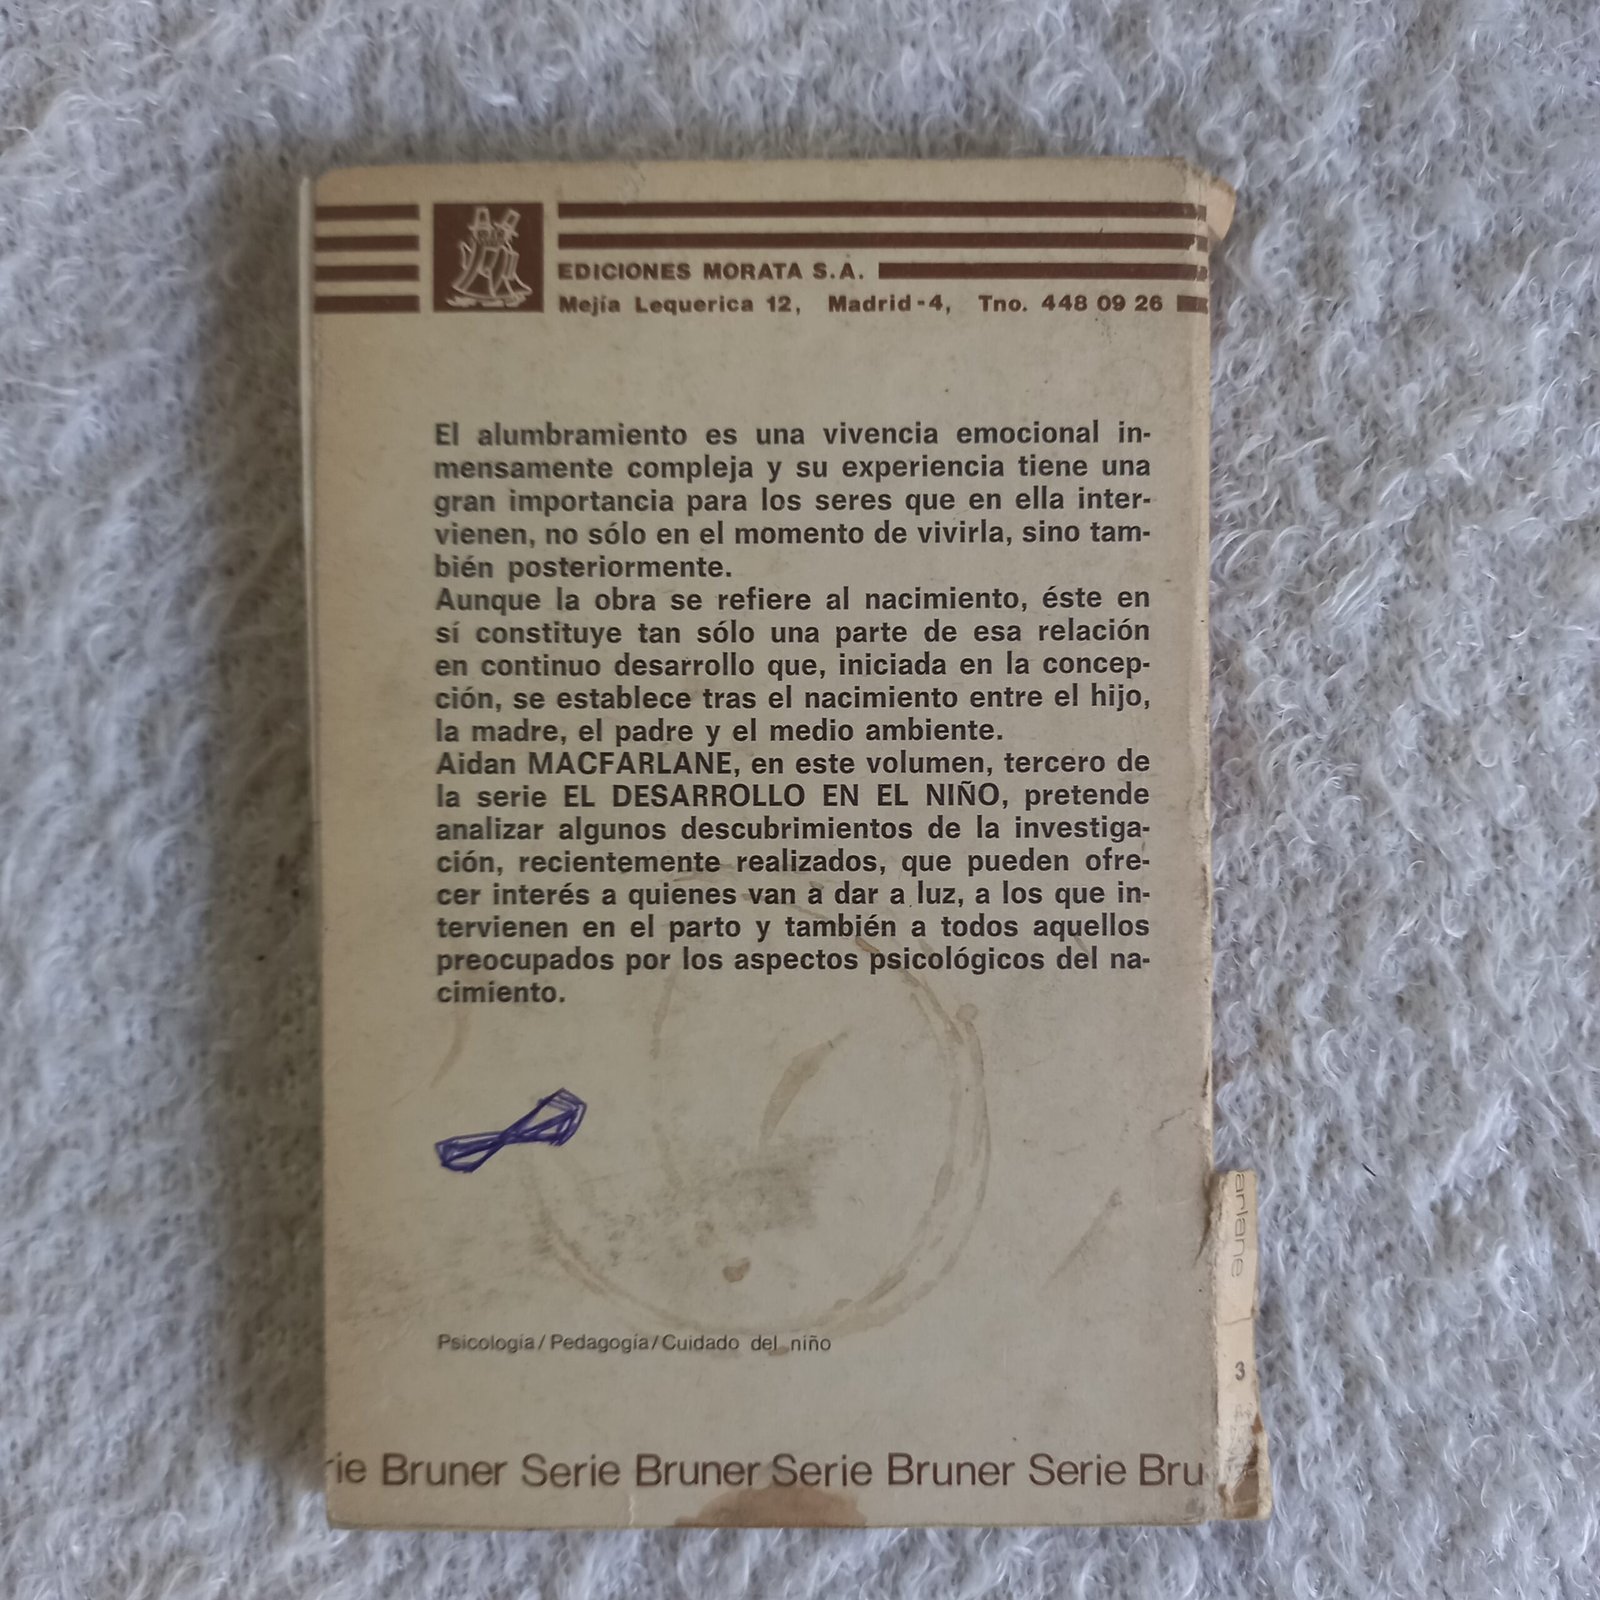 EDICIONES MORATA S.A.
Mejía Lequerica 12, Madrid-4, Tno. 448 09 26
El alumbramiento es una vivencia emocional in-
mensamente compleja y su experiencia tiene una
gran importancia para los seres que en ella inter-
vienen, no sólo en el momento de vivirla, sino tam-
bién posteriormente.
Aunque la obra se refiere al nacimiento, éste en
sí constituye tan sólo una parte de esa relación
en continuo desarrollo que, iniciada en la concep-
ción, se establece tras el nacimiento entre el hijo,
la madre, el padre y el medio ambiente.
Aidan MACFARLANE, en este volumen, tercero de
la serie EL DESARROLLO EN EL NIÑO, pretende
analizar algunos descubrimientos de la investiga-
ción, recientemente realizados, que pueden ofre-
cer interés a quienes van a dar a luz, a los que in-
tervienen en el parto y también a todos aquellos
preocupados por los aspectos psicológicos del na-
cimiento.
Psicología/Pedagogía/Cuidado del niño
rie Bruner Serie Bruner Serie Bruner Serie Bru
arlane
3